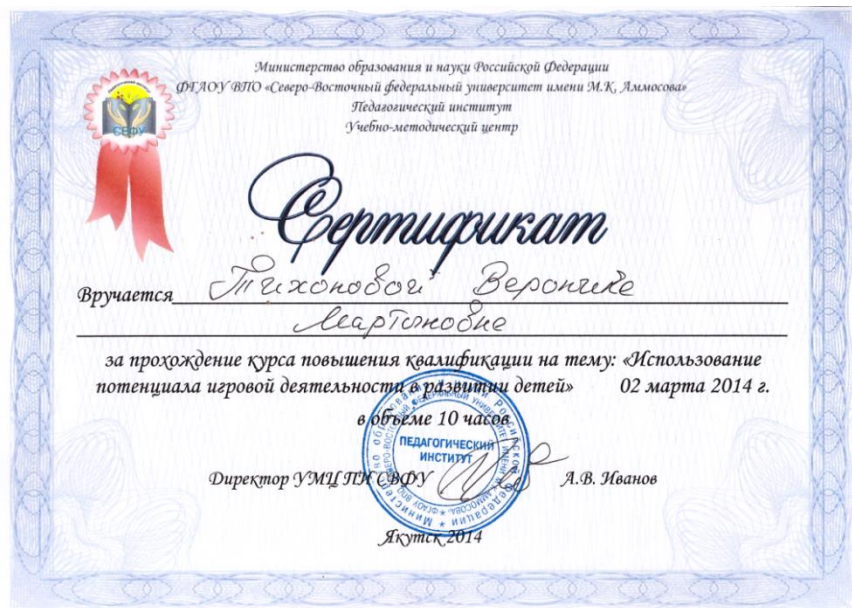 Министерство образования и науки Российской Федерации
ФГАОУ ВПО «Северо-Восточный федеральный университет имени М.К. Аммосова»
Педагогический институт
Учебно-методический центр
СВФУ
Сертификат
Вручается Тихоновой Веронике
Мартыновне
за прохождение курса повышения квалификации на тему: «Использование
потенциала игровой деятельности в развитии детей» 02 марта 2014 г.
в объеме 10 часов
ПЕДАГОГИЧЕСКИЙ
ИНСТИТУТ
Директор УМЦ ПИ СВФУ А.В. Иванов
Якутск 2014